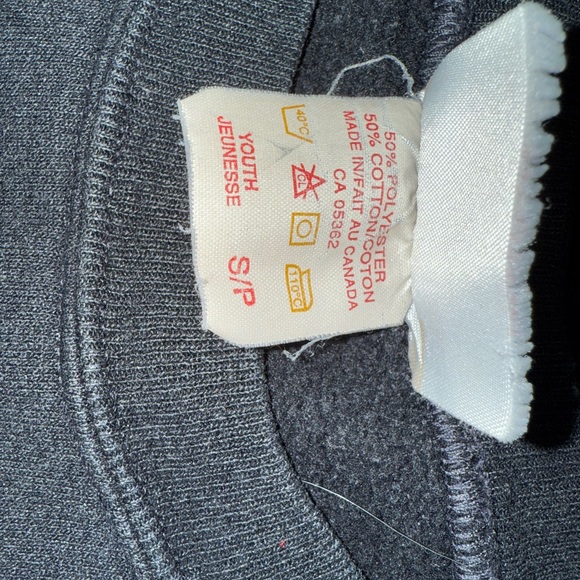 50% POLYESTER
50% COTTON/COTON
MADE IN/FAIT AU CANADA
CA 05362
40°C
CL
110°C
YOUTH
JEUNESSE
S/P